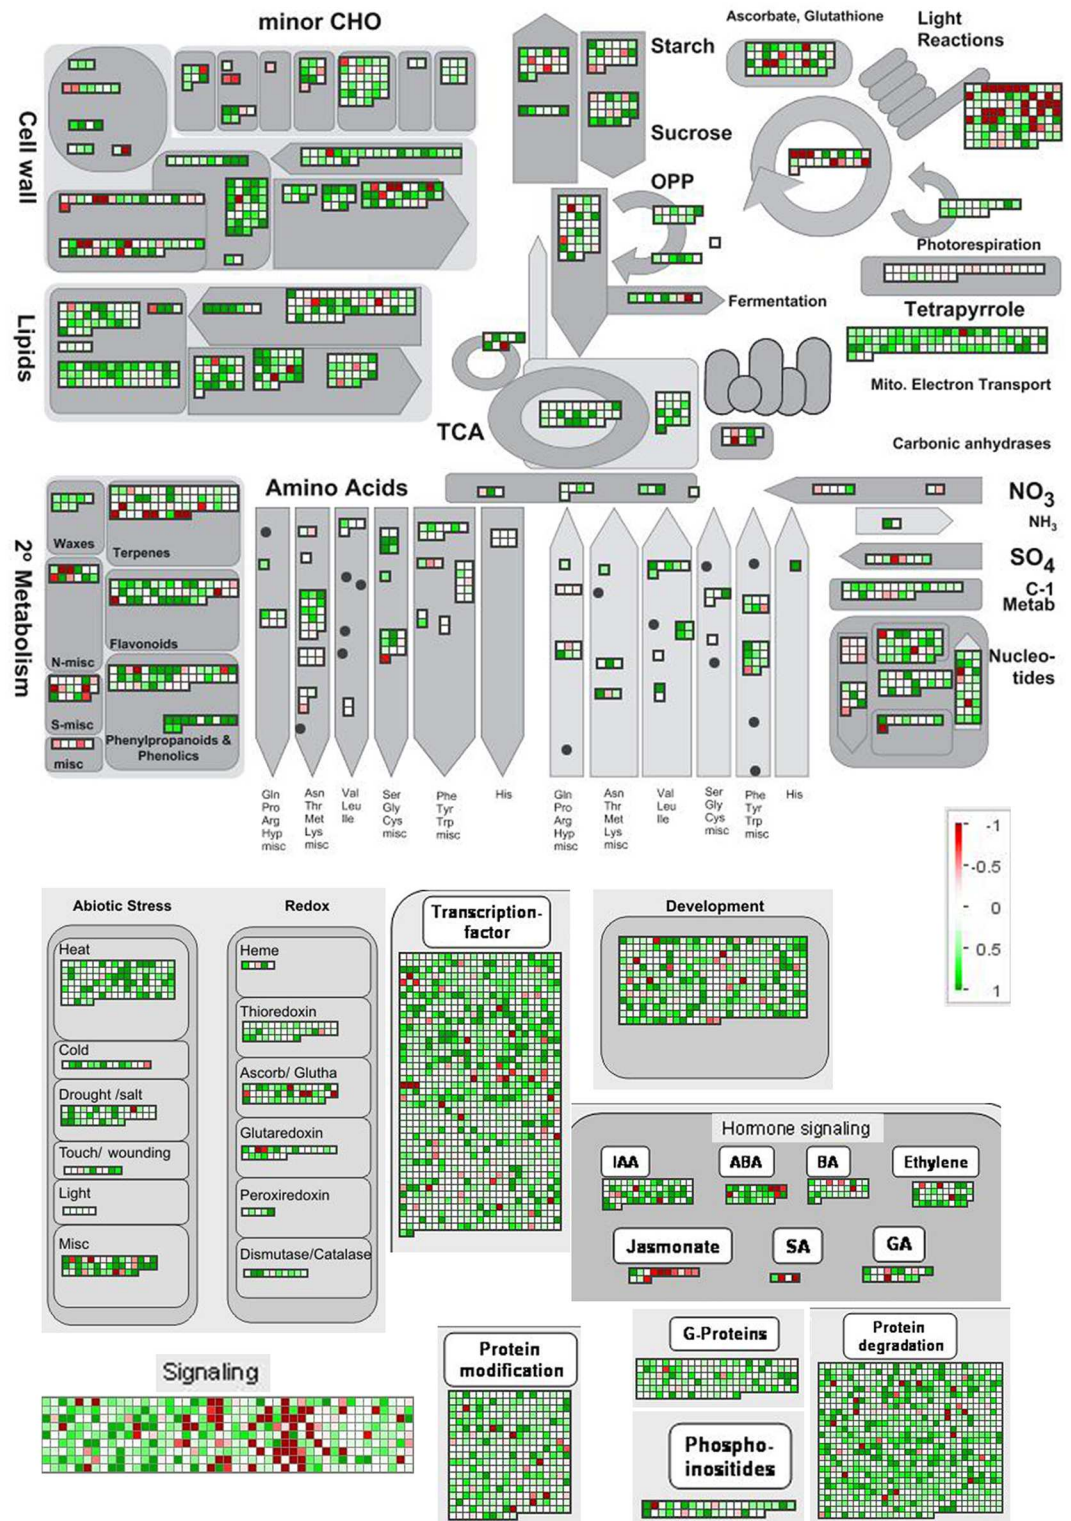 minor CHO
Ascorbate, Glutathione
Light
Reactions
Starch
Sucrose
OPP
Cell wall
Photorespiration
Tetrapyrrole
Fermentation
Lipids
Mito. Electron Transport
TCA
Carbonic anhydrases
Amino Acids
NO3
NH3
SO4
C-1
Metab
Nucleo-
tides
2º Metabolism
Waxes
Terpenes
N-misc
Flavonoids
S-misc
misc
Phenylpropanoids &
Phenolics
Gln
Pro
Arg
Hyp
misc
Asn
Thr
Met
Lys
misc
Val
Leu
Ile
Ser
Gly
Cys
misc
Phe
Tyr
Trp
misc
His
Gln
Pro
Arg
Hyp
misc
Asn
Thr
Met
Lys
misc
Val
Leu
Ile
Ser
Gly
Cys
misc
Phe
Tyr
Trp
misc
His
-1
-0.5
0
0.5
1
Abiotic Stress
Heat
Cold
Drought /salt
Touch/ wounding
Light
Misc
Redox
Heme
Thioredoxin
Ascorb/ Glutha
Glutaredoxin
Peroxiredoxin
Dismutase/Catalase
Transcription-
factor
Development
Hormone signaling
IAA
ABA
BA
Ethylene
Jasmonate
SA
GA
Signaling
Protein
modification
G-Proteins
Phospho-
inositides
Protein
degradation